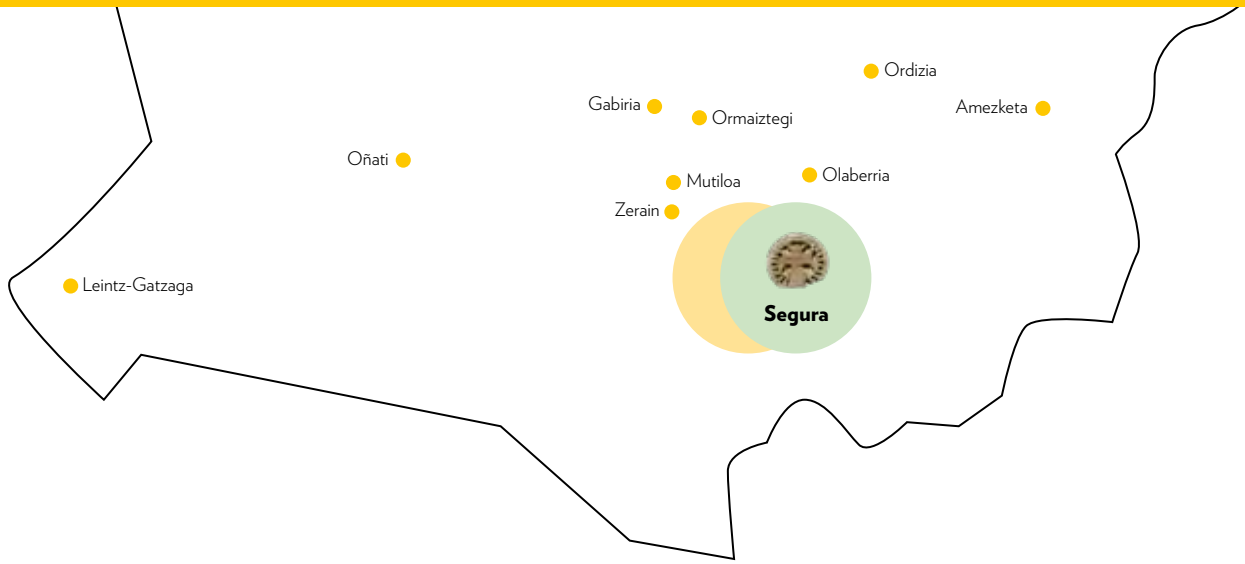 Ordizia
Gabiria
Amezketa
Ormaiztegi
Oñati
Olaberria
Mutiloa
Zerain
Leintz-Gatzaga
Segura